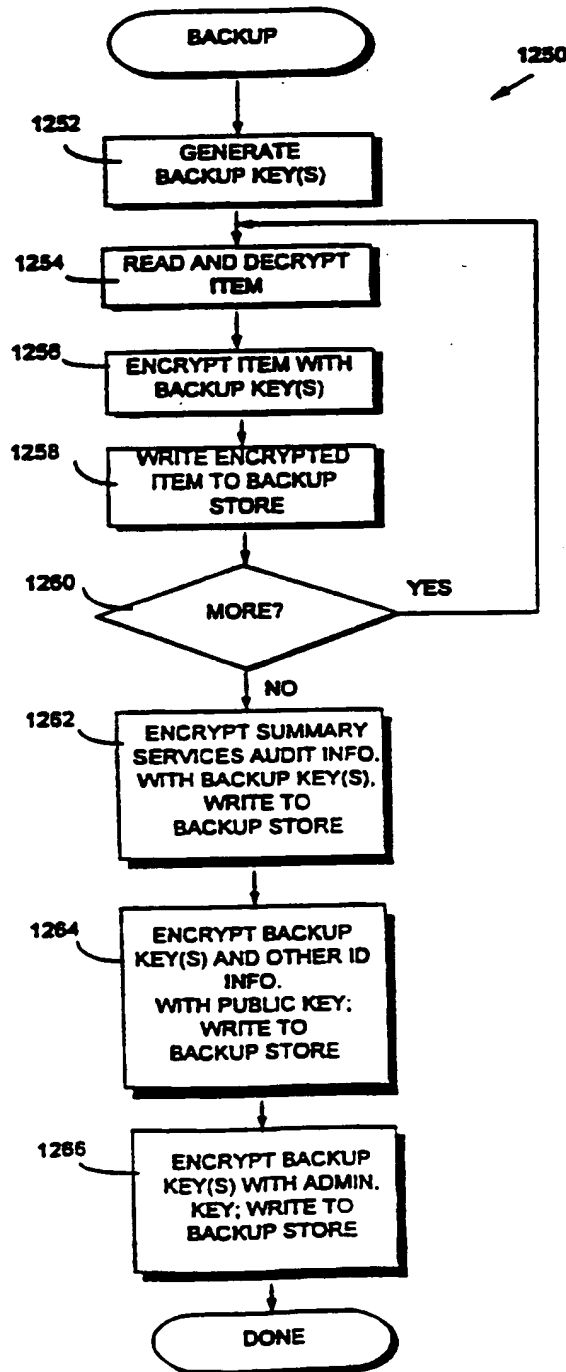 BACKUP
1250
1252
GENERATE
BACKUP KEY(S)
1254
READ AND DECRYPT
ITEM
1256
ENCRYPT ITEM WITH
BACKUP KEY(S)
1258
WRITE ENCRYPTED
ITEM TO BACKUP
STORE
1260
MORE?
YES
NO
1262
ENCRYPT SUMMARY
SERVICES AUDIT INFO.
WITH BACKUP KEY(S).
WRITE TO
BACKUP STORE
1264
ENCRYPT BACKUP
KEY(S) AND OTHER ID
INFO.
WITH PUBLIC KEY;
WRITE TO
BACKUP STORE
1266
ENCRYPT BACKUP
KEY(S) WITH ADMIN.
KEY; WRITE TO
BACKUP STORE
DONE